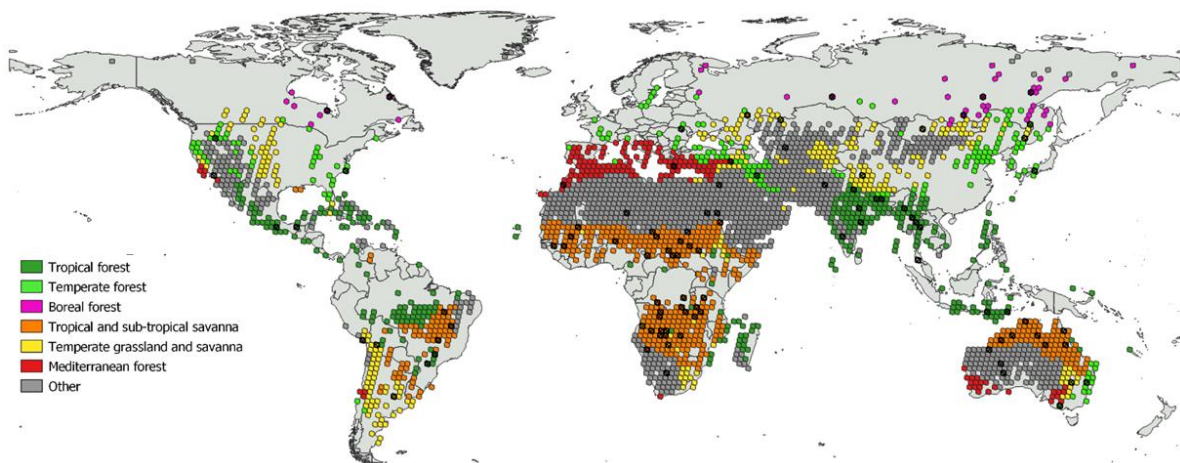 Tropical forest
Temperate forest
Boreal forest
Tropical and sub-tropical savanna
Temperate grassland and savanna
Mediterranean forest
Other